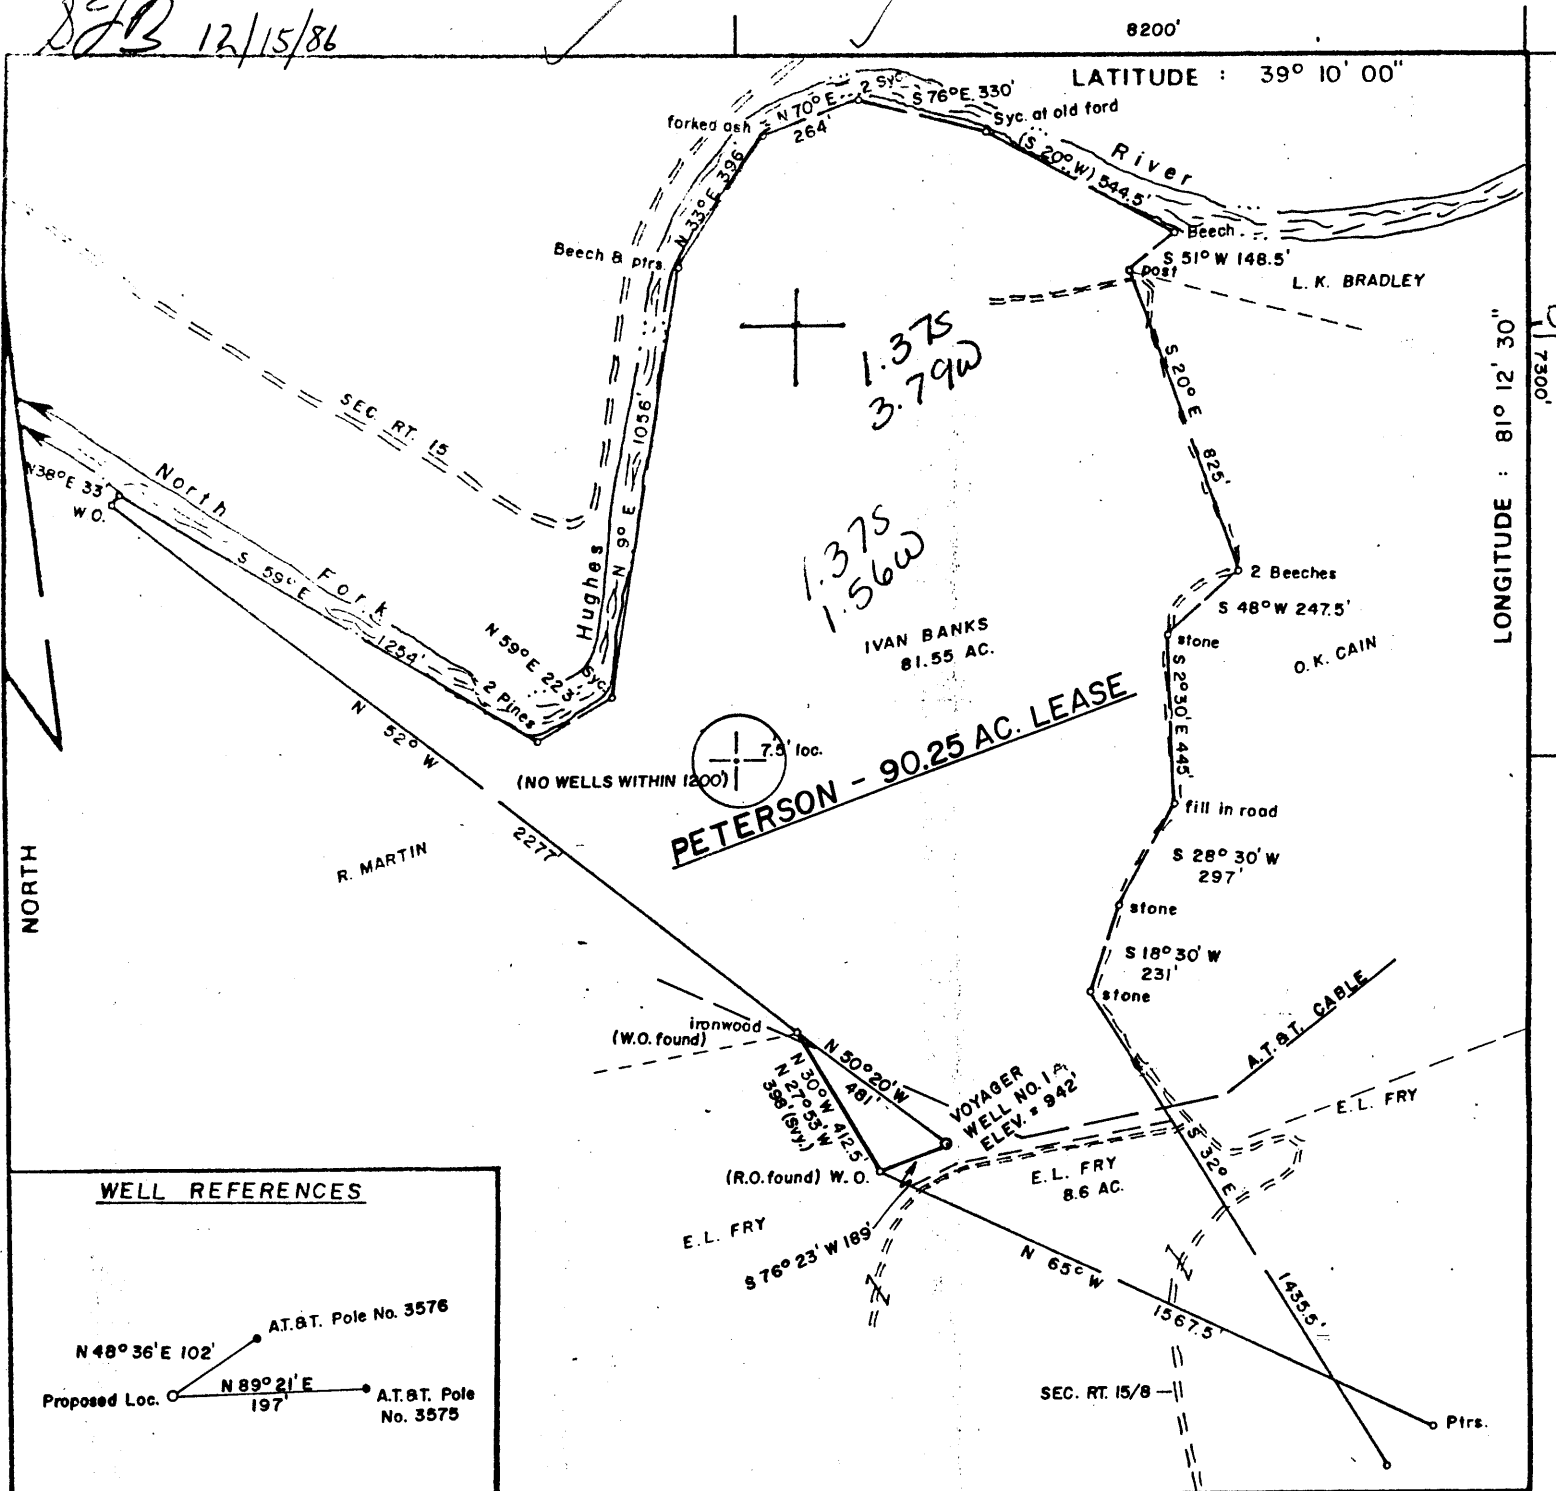 12/15/86
8200'
LATITUDE : 39° 10' 00"
2 Syc.
S 76° E 330'
N 70° E
264'
forked ash
Syc. at old ford
(S 20° W) 544.5'
River
N 33° E 396'
Beech & ptrs.
Beech
S 51° W 148.5'
post
L. K. BRADLEY
1.37S
3.79W
LONGITUDE : 81° 12' 30"
7300'
S 20° E 825'
SEC. RT. 15
N 9° E 1056'
North
Fork
Hughes
N 38° E 33'
W O.
S 59° E 1254'
1.37S
1.56W
2 Beeches
S 48° W 247.5'
stone
IVAN BANKS
81.55 AC.
O.K. CAIN
N 59° E 223'
Syc.
2 Pines
S 2° 30' E 445'
N 52° W
2277'
7.5' loc.
(NO WELLS WITHIN 1200')
PETERSON - 90.25 AC. LEASE
fill in road
S 28° 30' W
297'
R. MARTIN
NORTH
stone
S 18° 30' W
231'
stone
A.T.&T. CABLE
ironwood
(W.O. found)
N 50° 20' W
481'
N 30° W 412.5'
N 27° 53' W
398' (Svy.)
VOYAGER
WELL NO. 1 A
ELEV. = 942'
E.L. FRY
S 32° E
1435.5'
(R.O. found) W. O.
E. L. FRY
8.6 AC.
E. L. FRY
S 76° 23' W 189'
N 65° W
1567.5'
SEC. RT. 15/8
Ptrs.
WELL REFERENCES
A.T.&T. Pole No. 3576
N 48° 36' E 102'
Proposed Loc.
N 89° 21' E
197'
A.T.&T. Pole
No. 3575